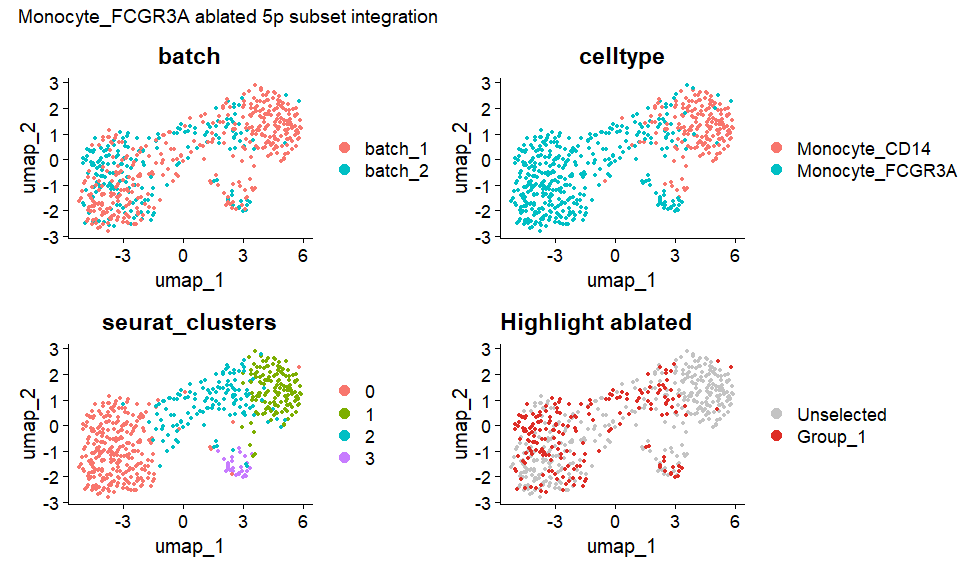 Monocyte_FCGR3A ablated 5p subset integration
batch
umap_2
3
2
1
0
-1
-2
-3
-3
0
3
6
umap_1
batch_1
batch_2
celltype
umap_2
3
2
1
0
-1
-2
-3
-3
0
3
6
umap_1
Monocyte_CD14
Monocyte_FCGR3A
seurat_clusters
umap_2
3
2
1
0
-1
-2
-3
-3
0
3
6
umap_1
0
1
2
3
Highlight ablated
umap_2
3
2
1
0
-1
-2
-3
-3
0
3
6
umap_1
Unselected
Group_1